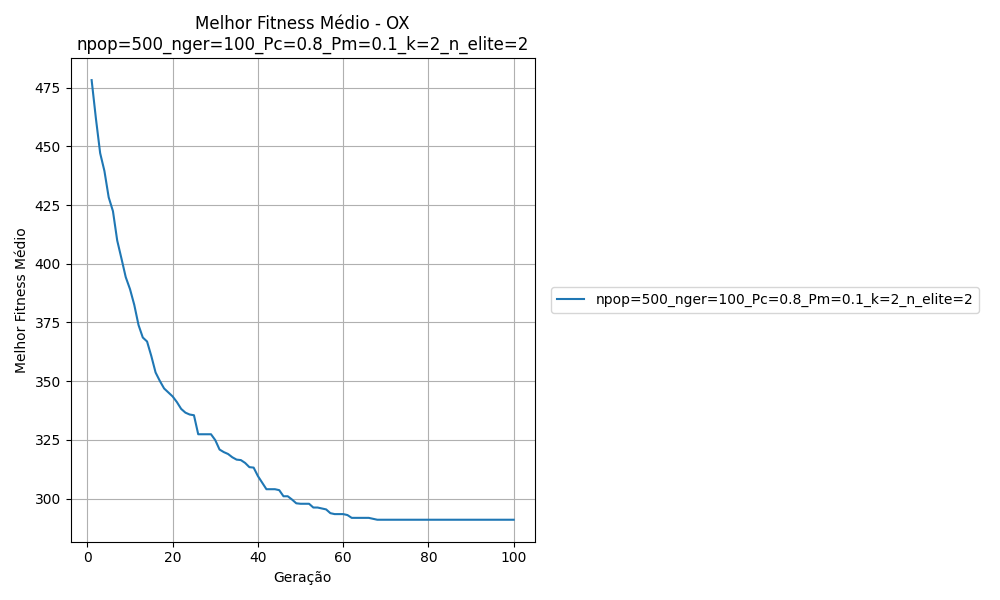 Melhor Fitness Médio - OX
npop=500_nger=100_Pc=0.8_Pm=0.1_k=2_n_elite=2
Melhor Fitness Médio
475
450
425
400
375
350
325
300
0 20 40 60 80 100
Geração
npop=500_nger=100_Pc=0.8_Pm=0.1_k=2_n_elite=2